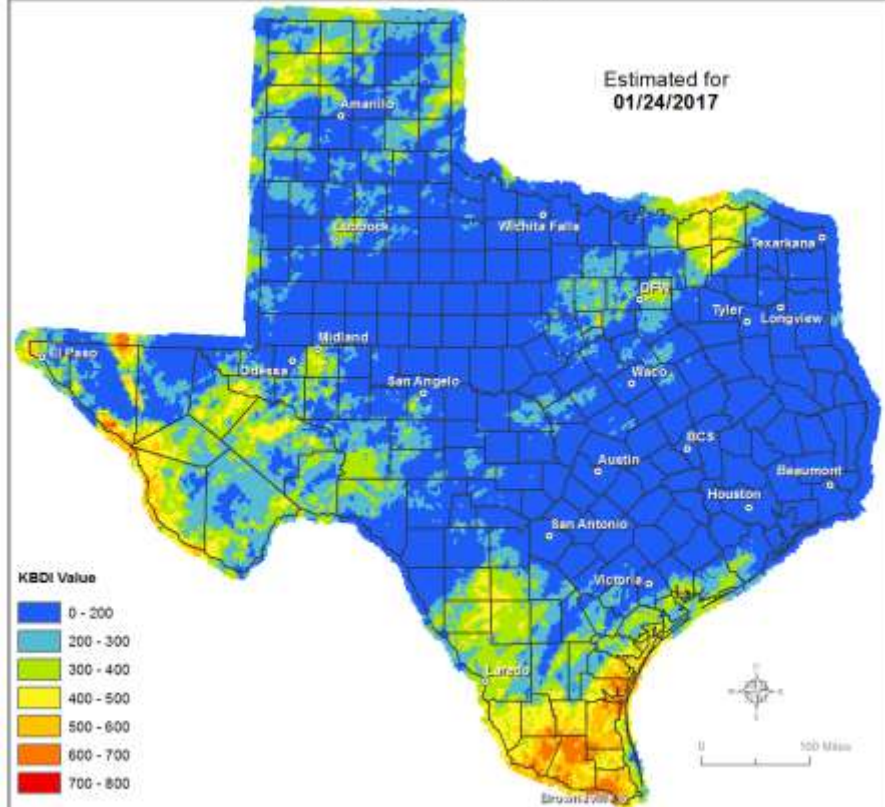 Estimated for
01/24/2017
Amarillo
Lubbock
Wichita Falls
Texarkana
DFW
Tyler
Longview
El Paso
Midland
Odessa
San Angelo
Waco
BCS
Austin
Beaumont
Houston
San Antonio
Victoria
Laredo
Brownsville
KBDI Value
0 - 200
200 - 300
300 - 400
400 - 500
500 - 600
600 - 700
700 - 800
0 100 Miles